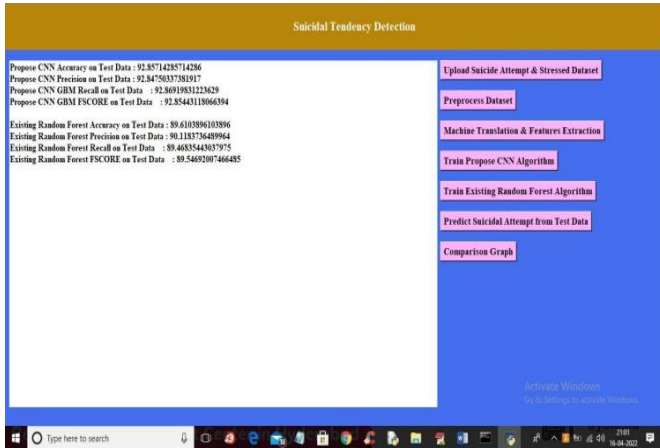 Suicidal Tendency Detection
Propose CNN Accuracy on Test Data : 92.85714285714286
Propose CNN Precision on Test Data : 92.84750337381917
Propose CNN GBM Recall on Test Data : 92.86919831223629
Propose CNN GBM FSCORE on Test Data : 92.85443118066394
Existing Random Forest Accuracy on Test Data : 89.6103896103896
Existing Random Forest Precision on Test Data : 90.1183736489964
Existing Random Forest Recall on Test Data : 89.46835443037975
Existing Random Forest FSCORE on Test Data : 89.54692007466485
Upload Suicide Attempt & Stressed Dataset
Preprocess Dataset
Machine Translation & Features Extraction
Train Propose CNN Algorithm
Train Existing Random Forest Algorithm
Predict Suicidal Attempt from Test Data
Comparison Graph
Activate Windows
Go to Settings to activate Windows.
Type here to search
21:01
16-04-2022